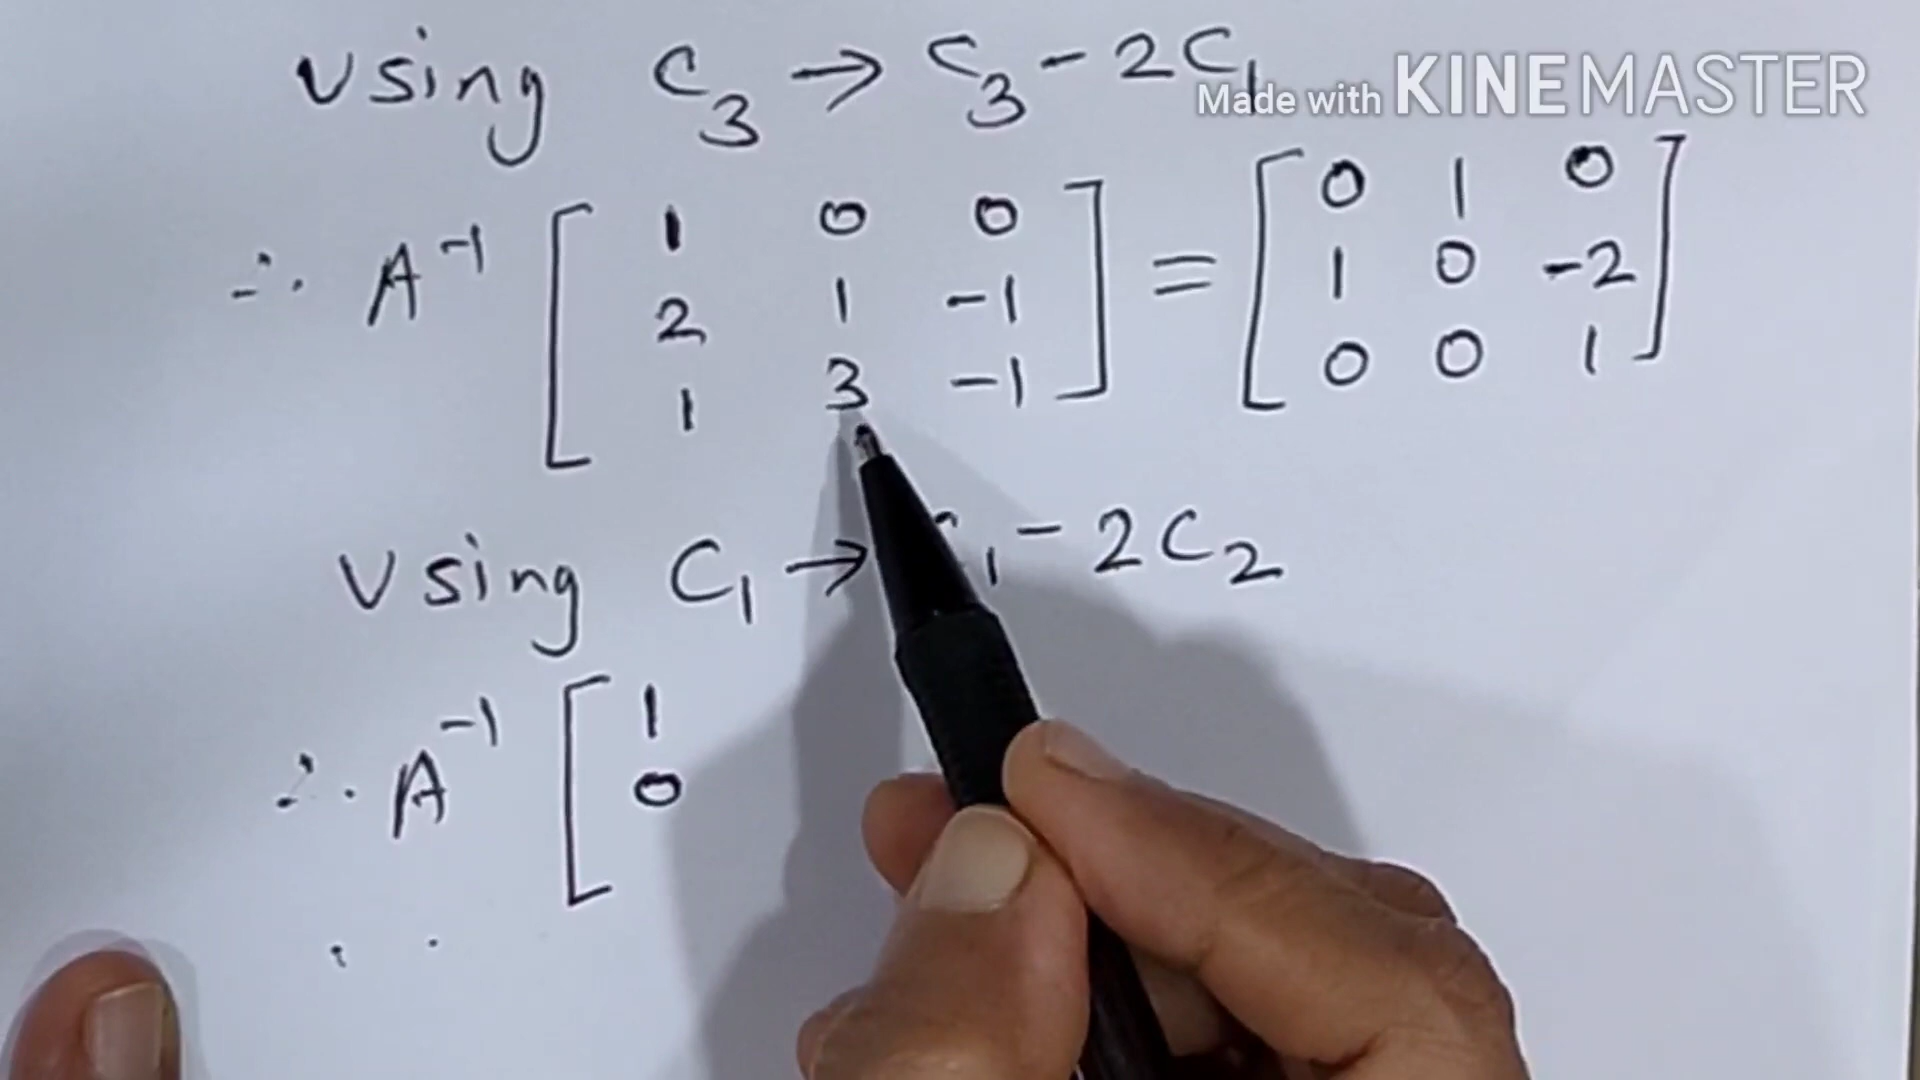 Using C₃ → C₃ - 2C₁
Made with KINEMASTER
∴ A⁻¹ [ 1 0 0 ] = [ 0 1 0 ]
[ 2 1 -1 ] [ 1 0 -2 ]
[ 1 3 -1 ] [ 0 0 1 ]
Using C₁ → C₁ - 2C₂
∴ A⁻¹ [ 1
0